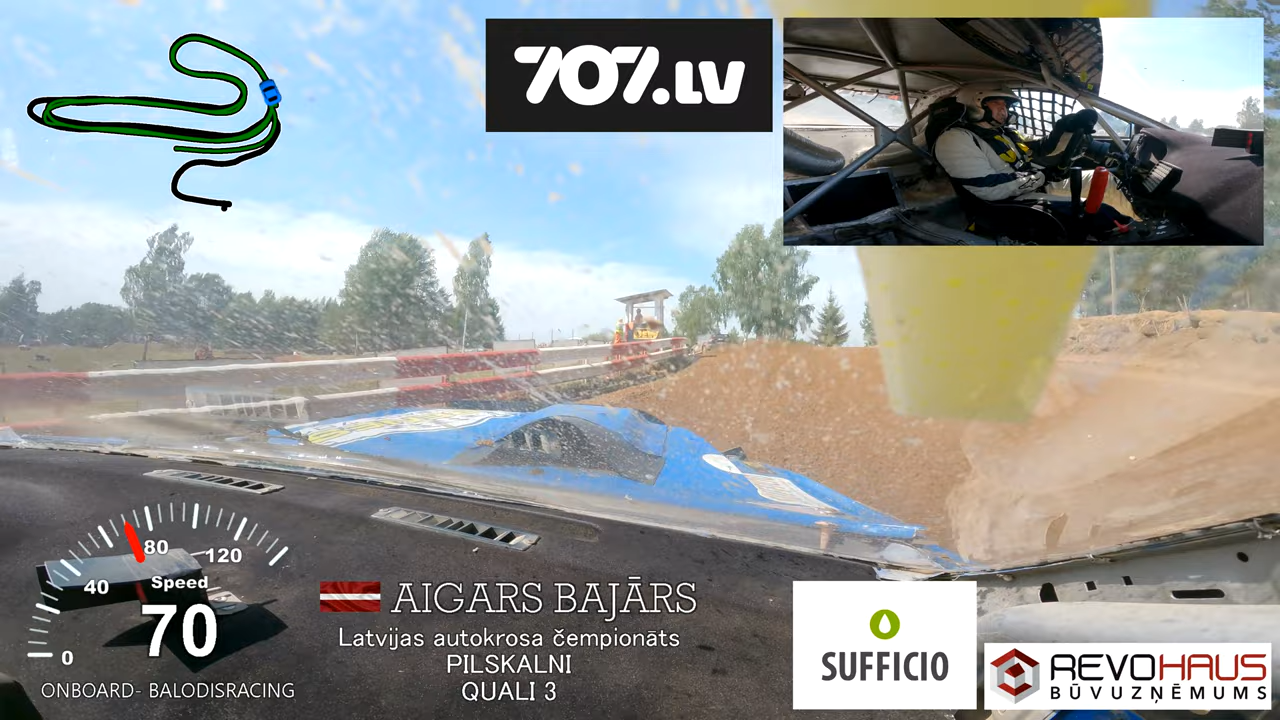 707.LV
40
80
120
Speed
70
0
ONBOARD- BALODISRACING
AIGARS BAJĀRS
Latvijas autokrosa čempionāts
PILSKALNI
QUALI 3
SUFFICIO
REVOHAUS
BŪVUZŅĒMUMS